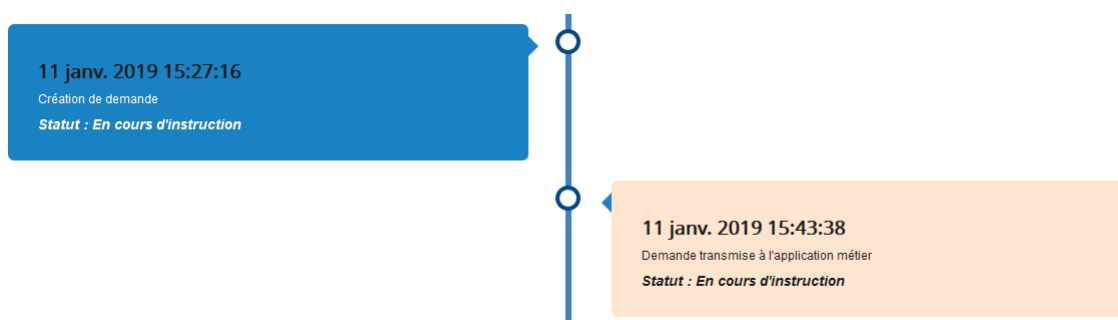 11 janv. 2019 15:27:16
Création de demande
Statut : En cours d'instruction
11 janv. 2019 15:43:38
Demande transmise à l'application métier
Statut : En cours d'instruction